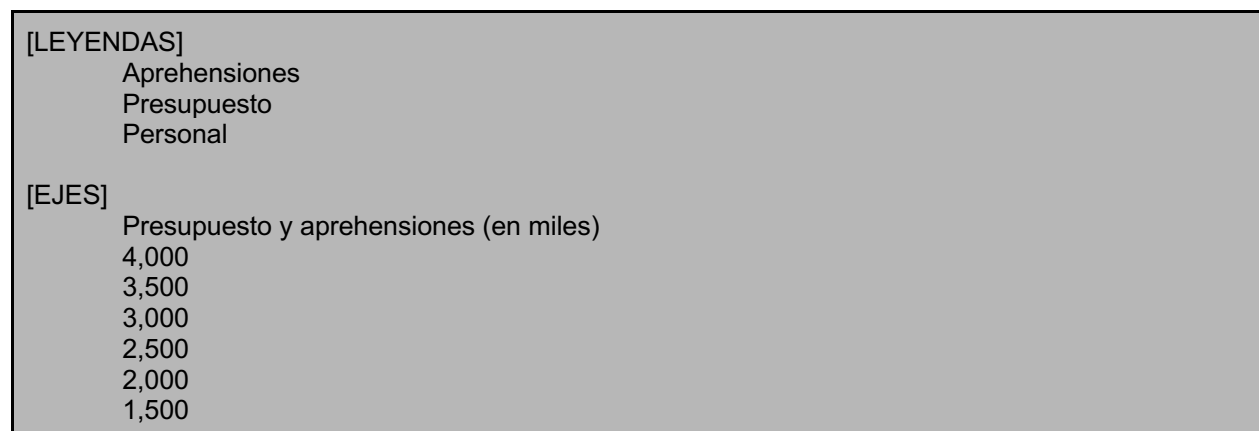 [LEYENDAS]
Aprehensiones
Presupuesto
Personal
[EJES]
Presupuesto y aprehensiones (en miles)
4,000
3,500
3,000
2,500
2,000
1,500